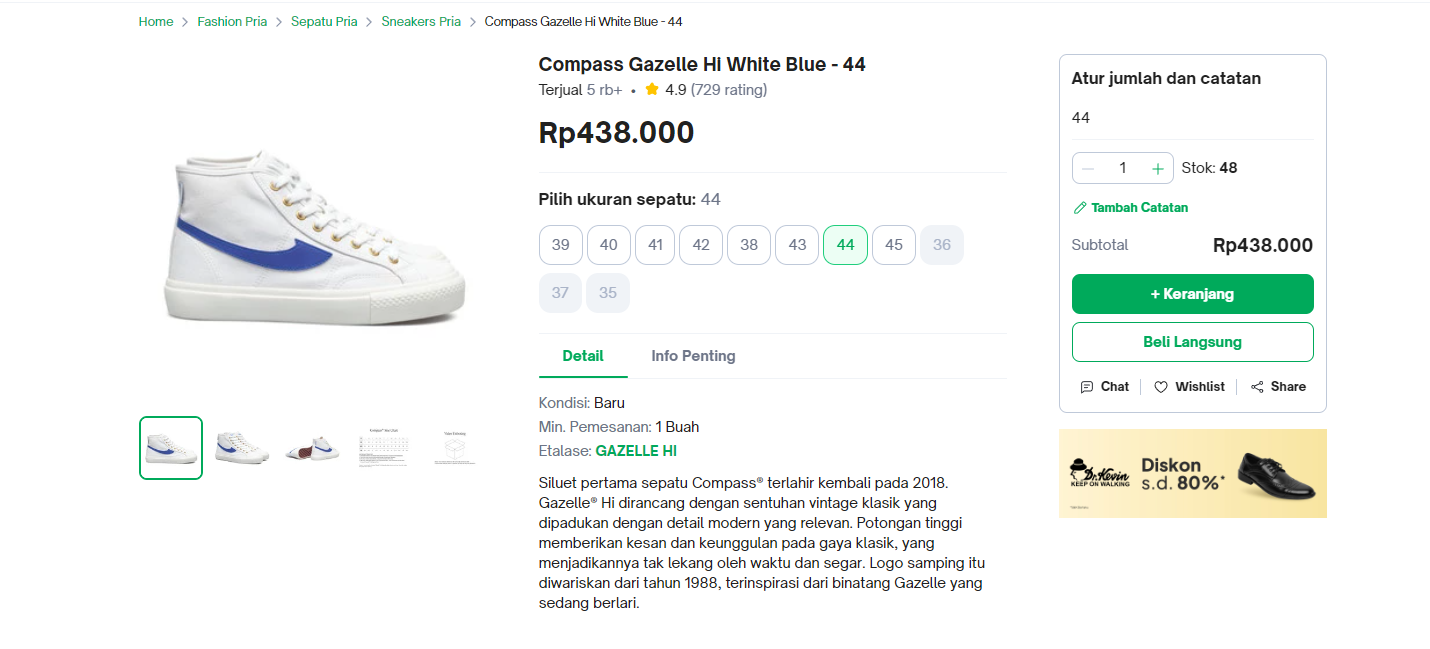 Home > Fashion Pria > Sepatu Pria > Sneakers Pria > Compass Gazelle Hi White Blue - 44
Compass Gazelle Hi White Blue - 44
Terjual 5 rb+ • 4.9 (729 rating)
Rp438.000
Pilih ukuran sepatu: 44
39 40 41 42 38 43 44 45 36
37 35
Detail Info Penting
Kondisi: Baru
Min. Pemesanan: 1 Buah
Etalase: GAZELLE HI
Siluet pertama sepatu Compass® terlahir kembali pada 2018.
Gazelle® Hi dirancang dengan sentuhan vintage klasik yang
dipadukan dengan detail modern yang relevan. Potongan tinggi
memberikan kesan dan keunggulan pada gaya klasik, yang
menjadikannya tak lekang oleh waktu dan segar. Logo samping itu
diwariskan dari tahun 1988, terinspirasi dari binatang Gazelle yang
sedang berlari.
Atur jumlah dan catatan
44
1 Stok: 48
Tambah Catatan
Subtotal Rp438.000
+ Keranjang
Beli Langsung
Chat Wishlist Share
Dr.Kevin
KEEP ON WALKING
Diskon
s.d. 80%*